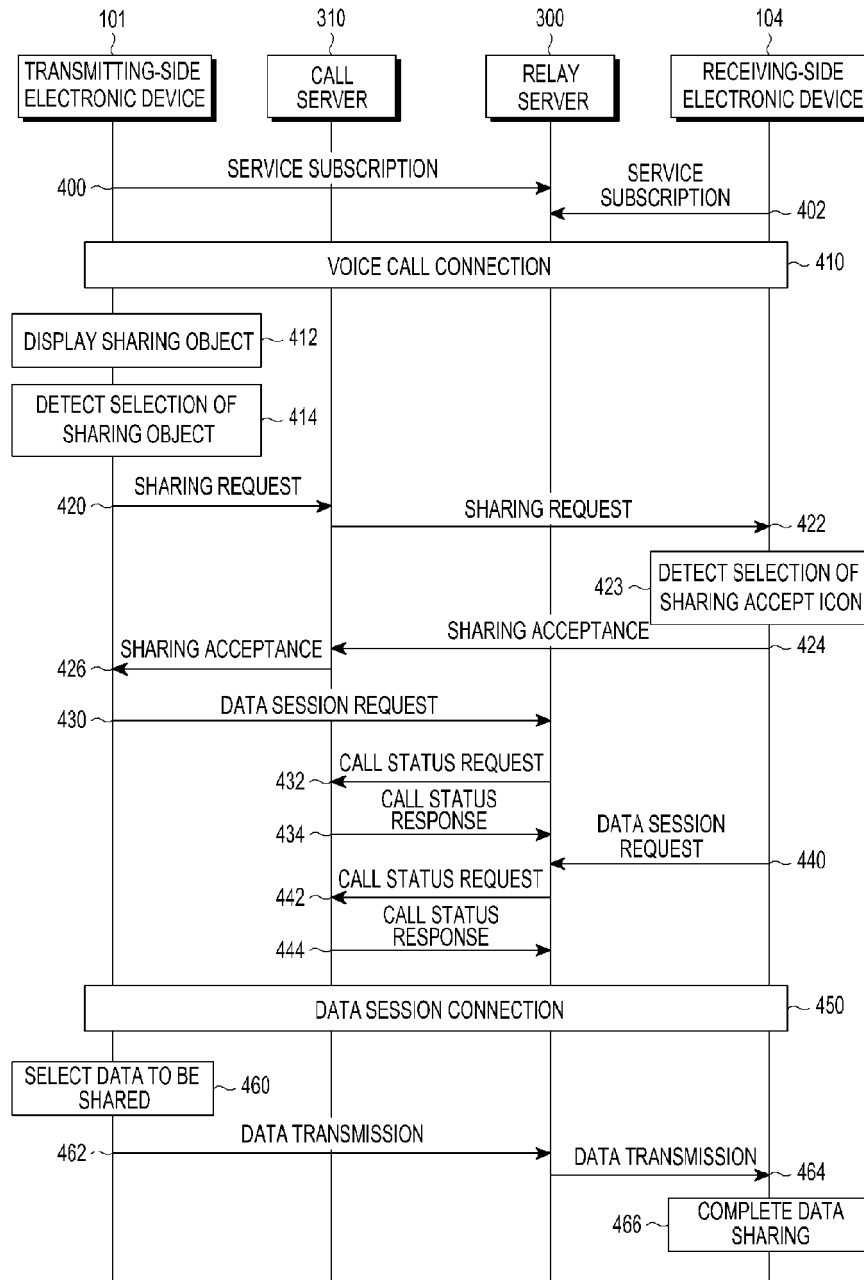 101
310
300
104
TRANSMITTING-SIDE
ELECTRONIC DEVICE
CALL
SERVER
RELAY
SERVER
RECEIVING-SIDE
ELECTRONIC DEVICE
400
SERVICE SUBSCRIPTION
SERVICE
SUBSCRIPTION
402
VOICE CALL CONNECTION
410
DISPLAY SHARING OBJECT
412
DETECT SELECTION OF
SHARING OBJECT
414
420
SHARING REQUEST
SHARING REQUEST
422
423
DETECT SELECTION OF
SHARING ACCEPT ICON
SHARING ACCEPTANCE
424
426
SHARING ACCEPTANCE
430
DATA SESSION REQUEST
432
CALL STATUS REQUEST
434
CALL STATUS
RESPONSE
DATA SESSION
REQUEST
440
442
CALL STATUS REQUEST
444
CALL STATUS
RESPONSE
DATA SESSION CONNECTION
450
SELECT DATA TO BE
SHARED
460
462
DATA TRANSMISSION
DATA TRANSMISSION
464
466
COMPLETE DATA
SHARING